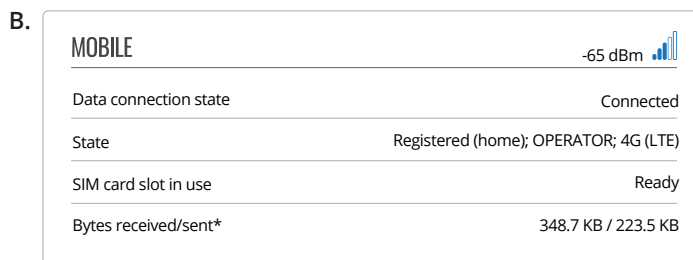 B.
MOBILE -65 dBm
Data connection state Connected
State Registered (home); OPERATOR; 4G (LTE)
SIM card slot in use Ready
Bytes received/sent* 348.7 KB / 223.5 KB